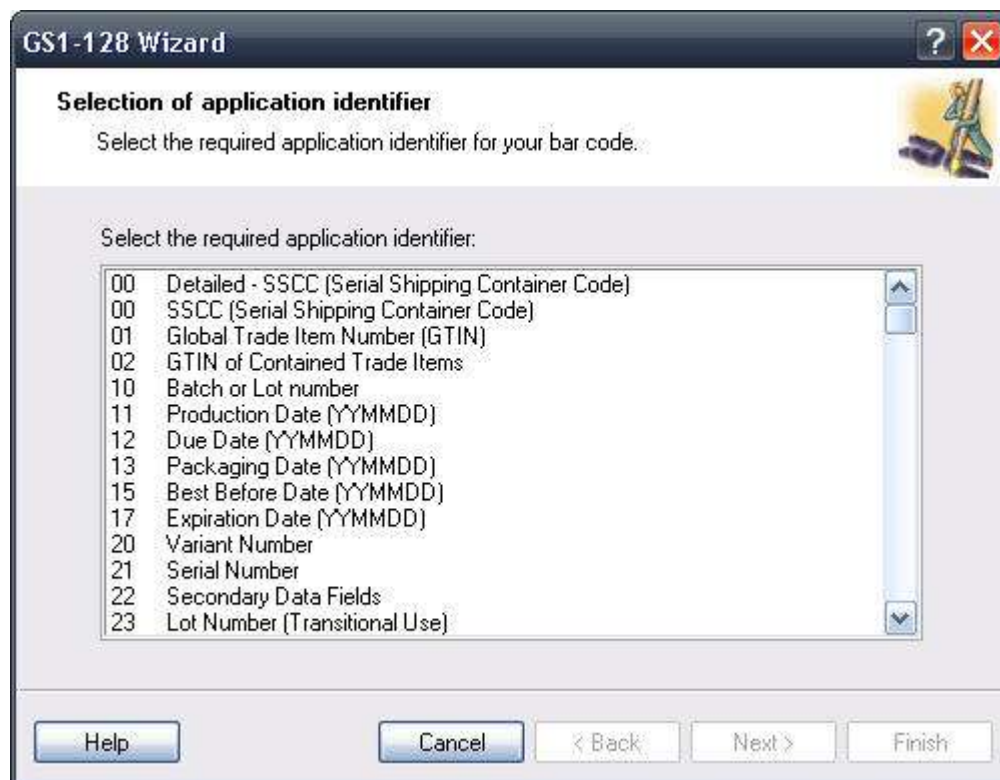 GS1-128 Wizard
Selection of application identifier
Select the required application identifier for your bar code.
Select the required application identifier:
00 Detailed - SSCC (Serial Shipping Container Code)
00 SSCC (Serial Shipping Container Code)
01 Global Trade Item Number (GTIN)
02 GTIN of Contained Trade Items
10 Batch or Lot number
11 Production Date (YYMMDD)
12 Due Date (YYMMDD)
13 Packaging Date (YYMMDD)
15 Best Before Date (YYMMDD)
17 Expiration Date (YYMMDD)
20 Variant Number
21 Serial Number
22 Secondary Data Fields
23 Lot Number (Transitional Use)
Help Cancel < Back Next > Finish